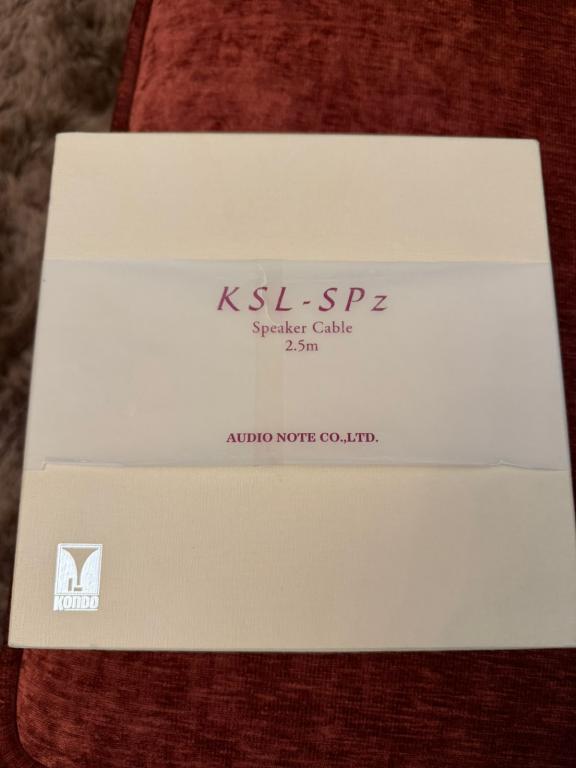 KSL-SPz
Speaker Cable
2.5m
AUDIO NOTE CO.,LTD.
KONDO